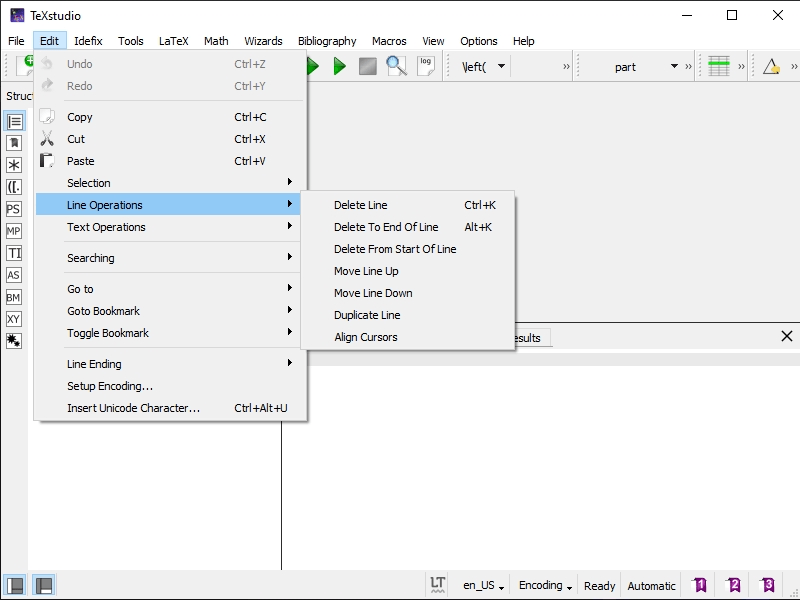 TeXstudio
File Edit Idefix Tools LaTeX Math Wizards Bibliography Macros View Options Help
log \left( part
Undo Ctrl+Z
Redo Ctrl+Y
Copy Ctrl+C
Cut Ctrl+X
Paste Ctrl+V
Selection
Line Operations
Text Operations
Searching
Go to
Goto Bookmark
Toggle Bookmark
Line Ending
Setup Encoding...
Insert Unicode Character... Ctrl+Alt+U
Delete Line Ctrl+K
Delete To End Of Line Alt+K
Delete From Start Of Line
Move Line Up
Move Line Down
Duplicate Line
Align Cursors
Struct
([.
PS
MP
TI
AS
BM
XY
esults
LT en_US Encoding Ready Automatic 1 2 3